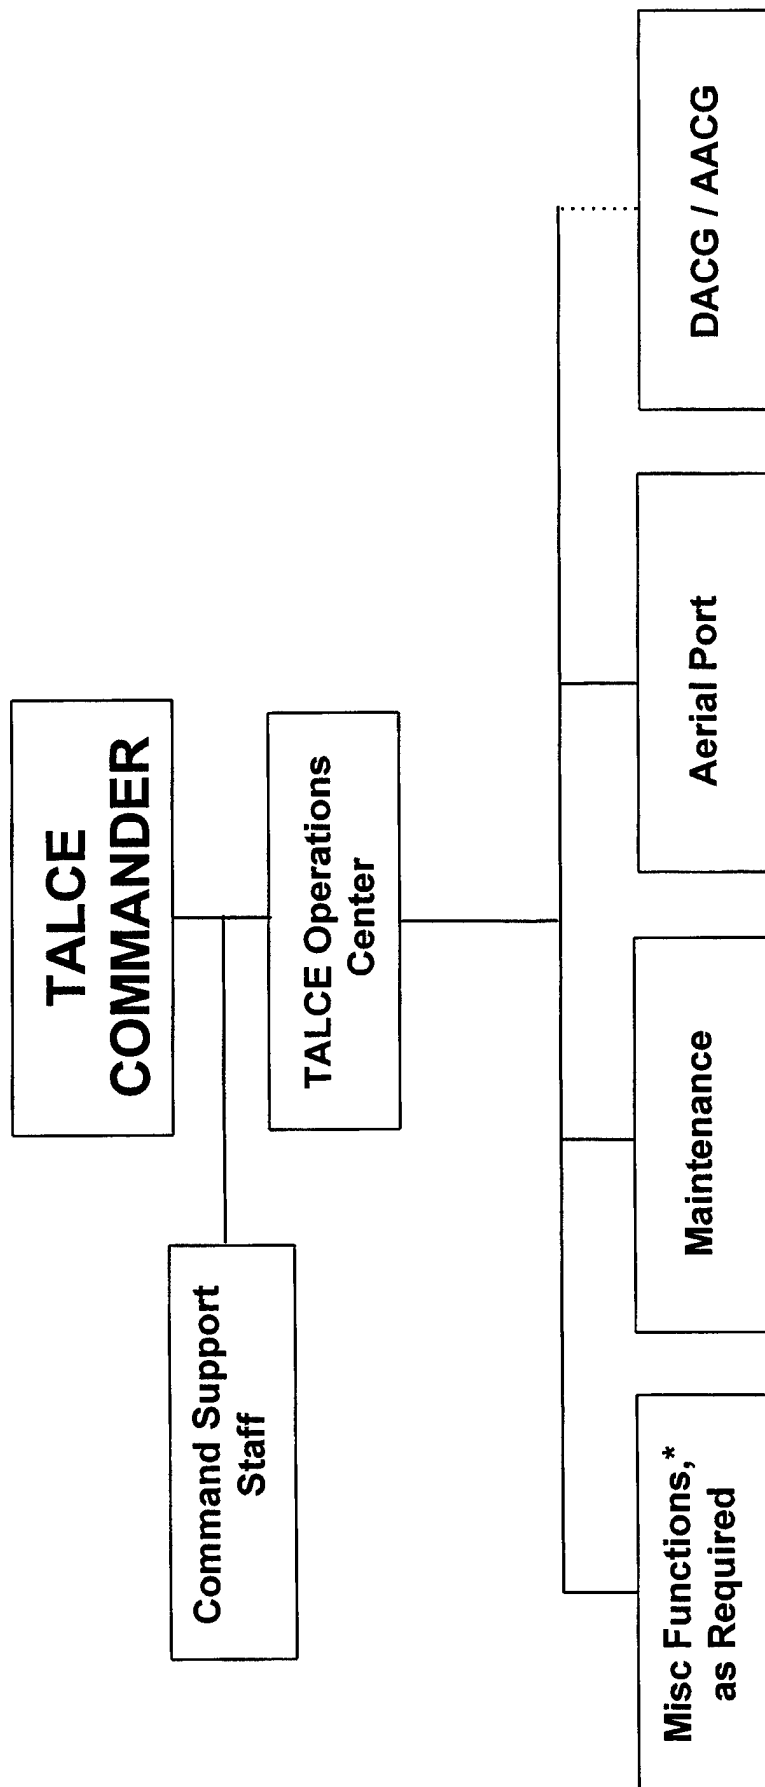 TALCE
COMMANDER
Command Support
Staff
TALCE Operations
Center
Misc Functions,*
as Required
Maintenance
Aerial Port
DACG / AACG